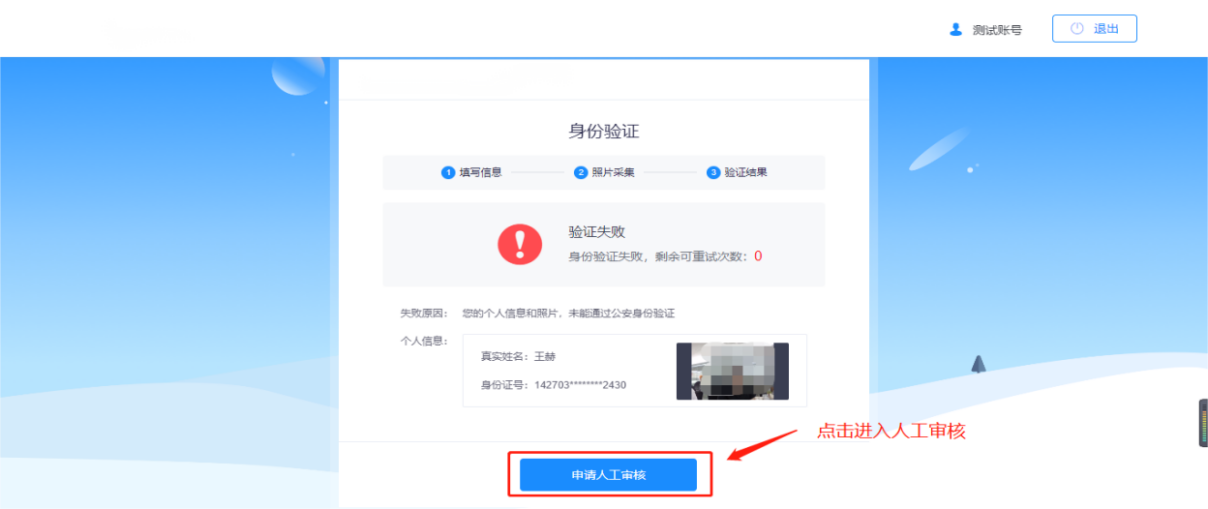 测试账号 退出
身份验证
1 填写信息 2 照片采集 3 验证结果
验证失败
身份验证失败，剩余可重试次数：0
失败原因： 您的个人信息和照片，未能通过公安身份验证
个人信息：
真实姓名：王赫
身份证号：142703********2430
点击进入人工审核
申请人工审核